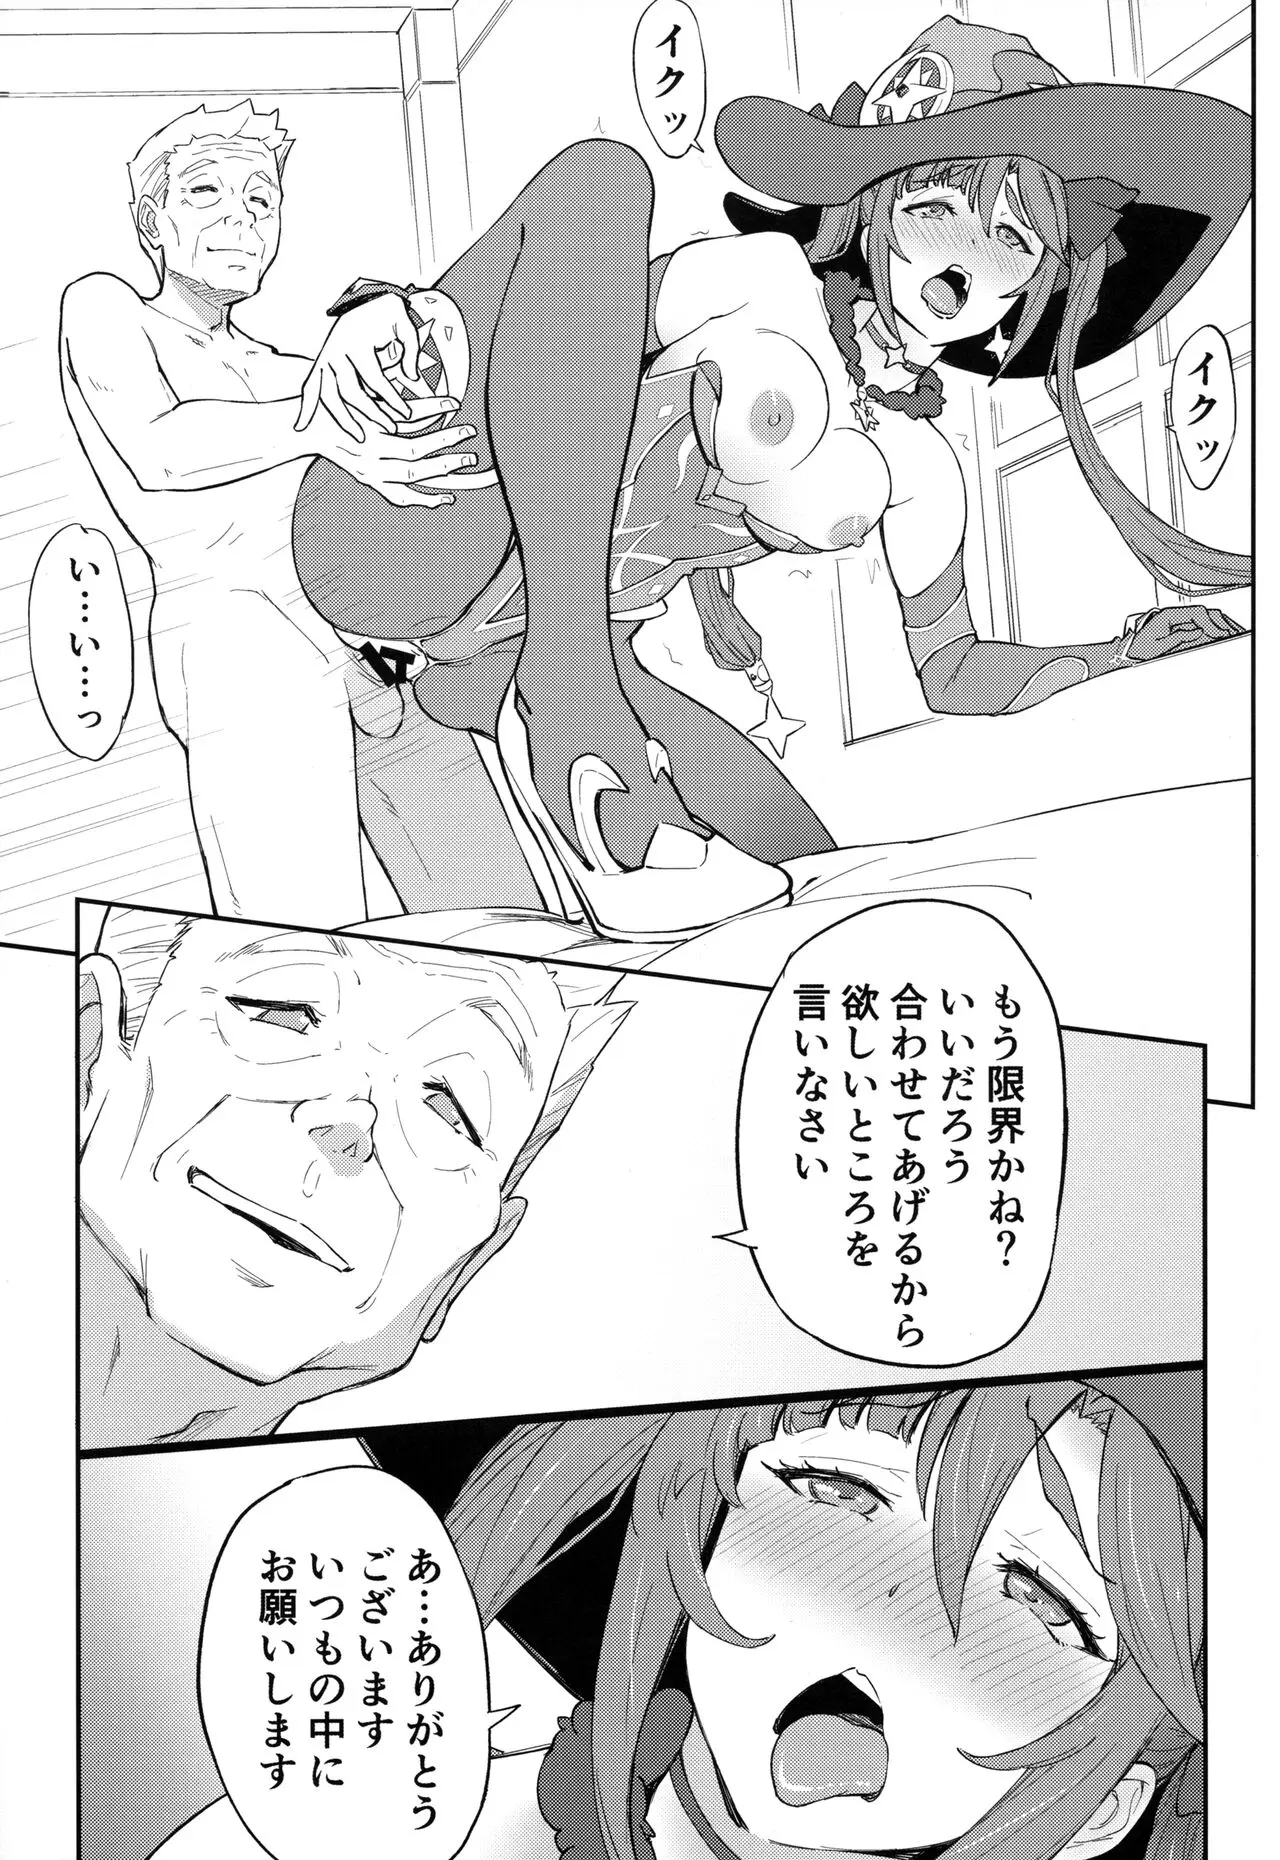 イクッ
イクッ
い…い…っ
もう限界かね？
いいだろう
合わせてあげるから
欲しいところを
言いなさい
あ…ありがとう
ございます
いつもの中に
お願いします